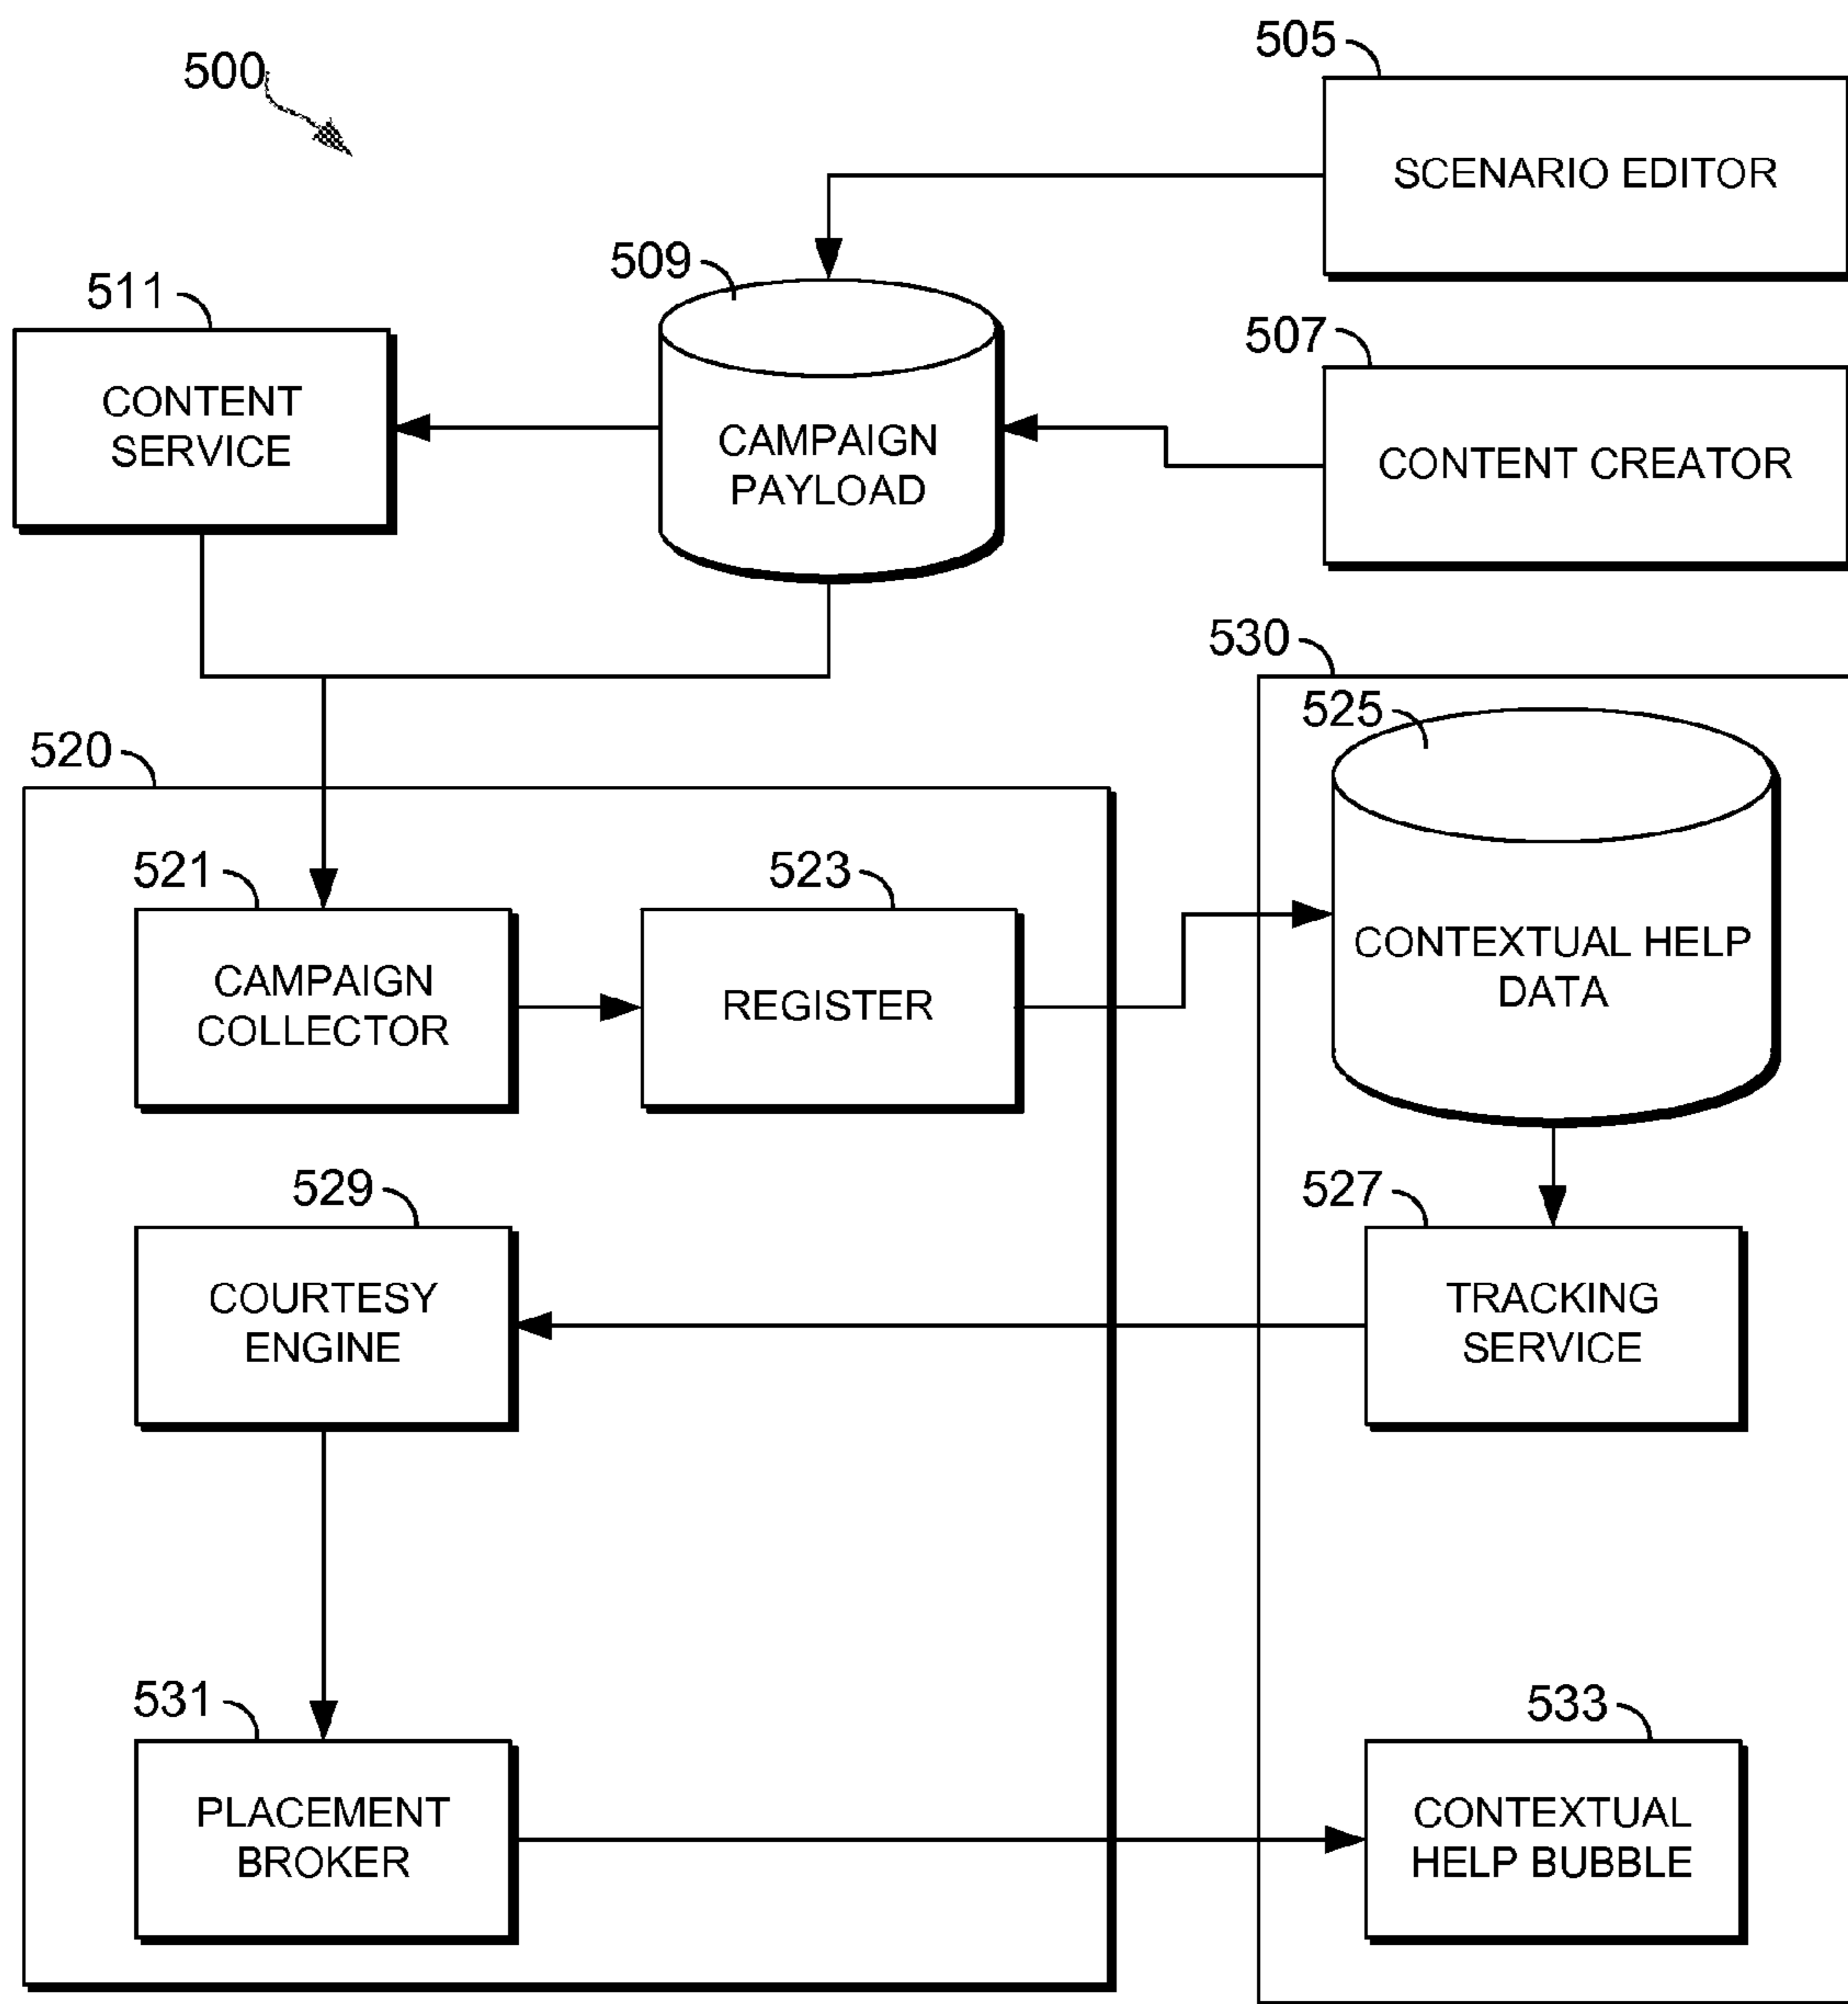 500
505
SCENARIO EDITOR
509
CAMPAIGN
PAYLOAD
511
CONTENT
SERVICE
507
CONTENT CREATOR
530
525
CONTEXTUAL HELP
DATA
520
521
CAMPAIGN
COLLECTOR
523
REGISTER
529
COURTESY
ENGINE
527
TRACKING
SERVICE
531
PLACEMENT
BROKER
533
CONTEXTUAL
HELP BUBBLE